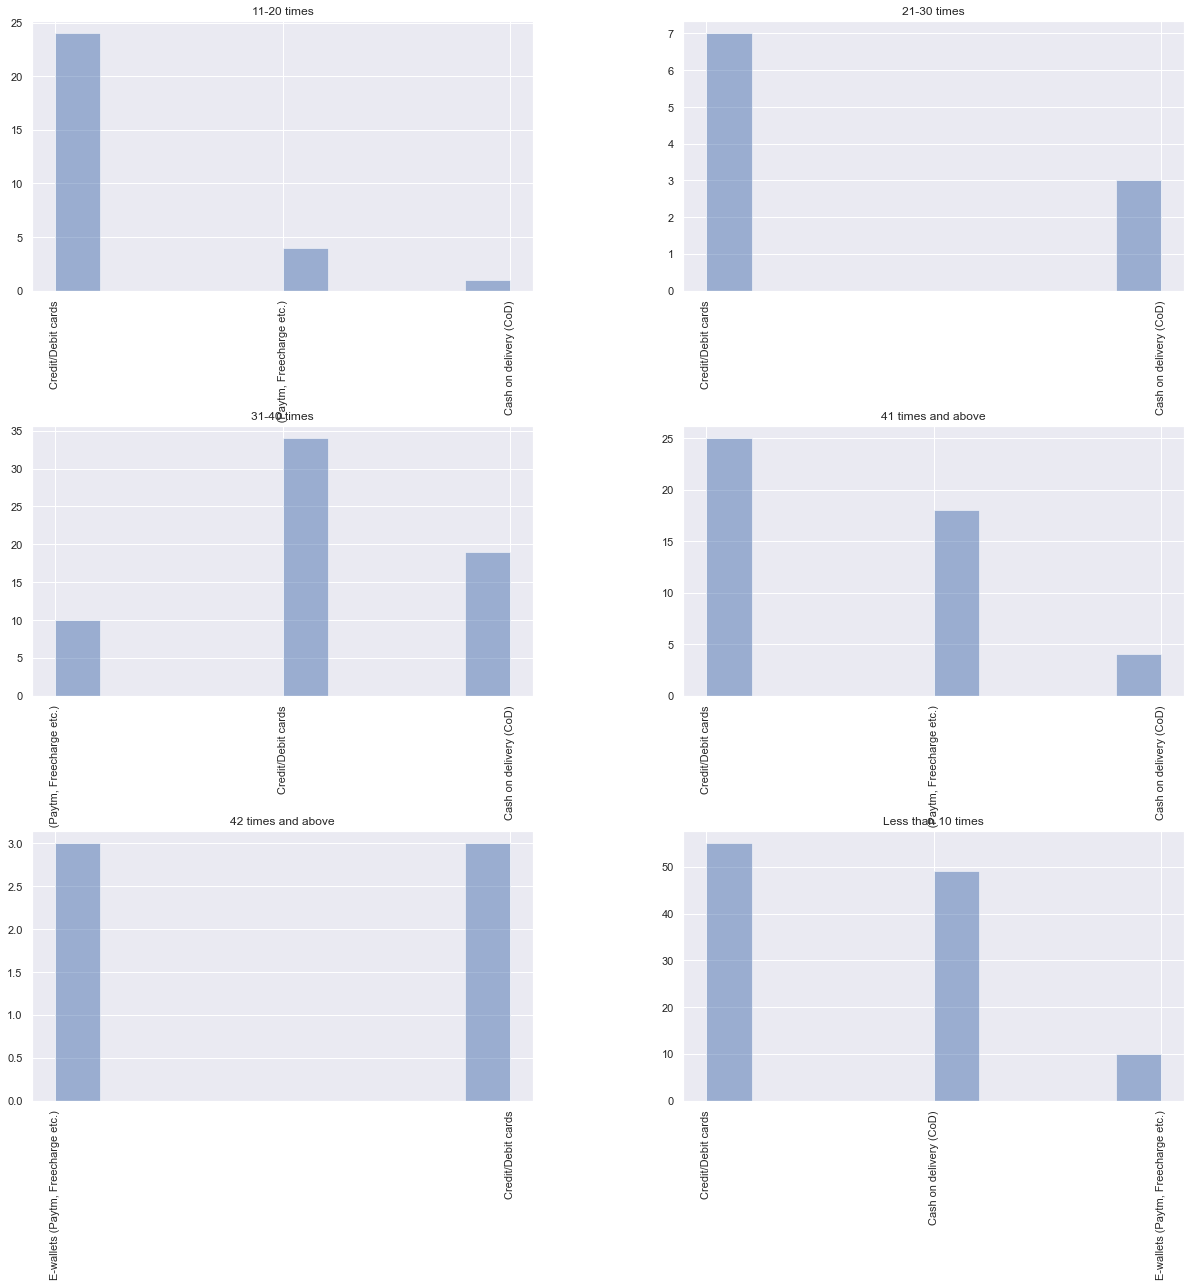 11-20 times
25
20
15
10
5
0
Credit/Debit cards
(Paytm, Freecharge etc.)
Cash on delivery (CoD)
21-30 times
7
6
5
4
3
2
1
0
Credit/Debit cards
Cash on delivery (CoD)
31-40 times
35
30
25
20
15
10
5
0
(Paytm, Freecharge etc.)
Credit/Debit cards
Cash on delivery (CoD)
41 times and above
25
20
15
10
5
0
Credit/Debit cards
(Paytm, Freecharge etc.)
Cash on delivery (CoD)
42 times and above
3.0
2.5
2.0
1.5
1.0
0.5
0.0
E-wallets (Paytm, Freecharge etc.)
Credit/Debit cards
Less than 10 times
50
40
30
20
10
0
Credit/Debit cards
Cash on delivery (CoD)
E-wallets (Paytm, Freecharge etc.)